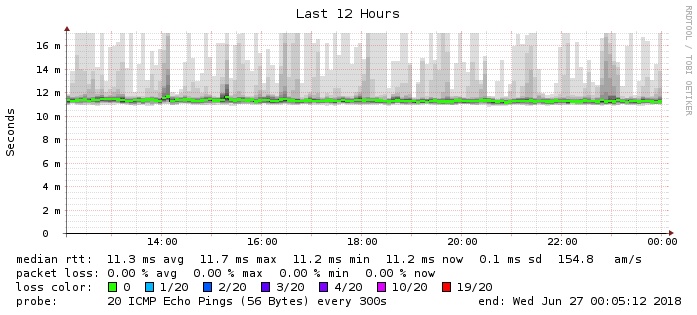 Last 12 Hours
RRDTOOL / TOBI OETIKER
Seconds
16 m
14 m
12 m
10 m
8 m
6 m
4 m
2 m
0
14:00 16:00 18:00 20:00 22:00 00:00
median rtt: 11.3 ms avg 11.7 ms max 11.2 ms min 11.2 ms now 0.1 ms sd 154.8 am/s
packet loss: 0.00 % avg 0.00 % max 0.00 % min 0.00 % now
loss color: 0 1/20 2/20 3/20 4/20 10/20 19/20
probe: 20 ICMP Echo Pings (56 Bytes) every 300s end: Wed Jun 27 00:05:12 2018